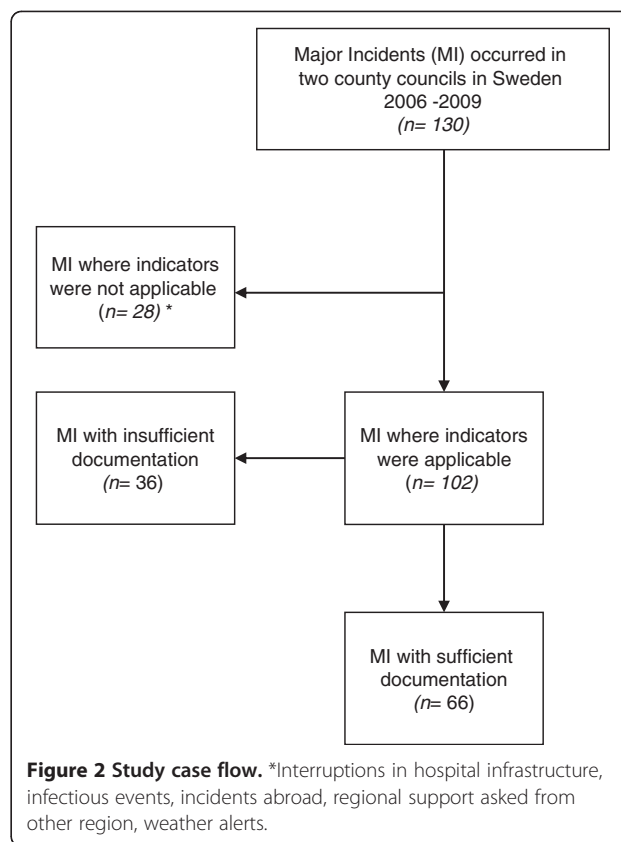 Major Incidents (MI) occurred in
two county councils in Sweden
2006 -2009
(n= 130)
MI where indicators
were not applicable
(n= 28) *
MI with insufficient
documentation
(n= 36)
MI where indicators
were applicable
(n= 102)
MI with sufficient
documentation
(n= 66)
Figure 2 Study case flow. *Interruptions in hospital infrastructure,
infectious events, incidents abroad, regional support asked from
other region, weather alerts.